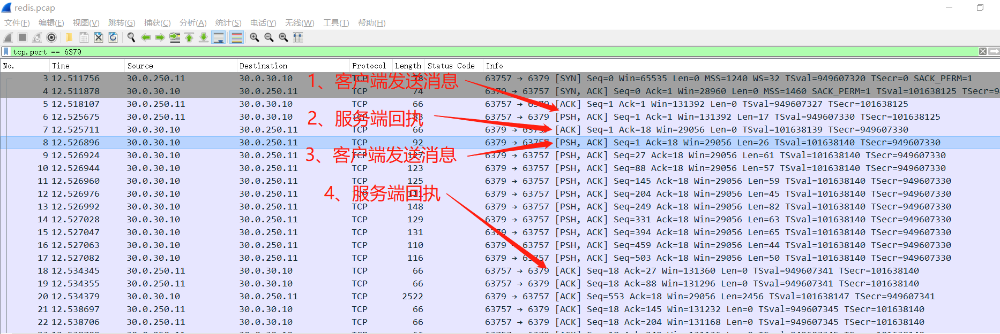 redis.pcap
文件(F) 编辑(E) 视图(V) 跳转(G) 捕获(C) 分析(A) 统计(S) 电话(Y) 无线(W) 工具(T) 帮助(H)
tcp.port == 6379
No. Time Source Destination Protocol Length Status Code Info
3 12.511756 30.0.250.11 30.0.30.10 TCP 78 63757 → 6379 [SYN] Seq=0 Win=65535 Len=0 MSS=1240 WS=32 TSval=949607320 TSecr=0 SACK_PERM=1
1、客户端发送消息
4 12.511878 30.0.30.10 30.0.250.11 TCP 74 6379 → 63757 [SYN, ACK] Seq=0 Ack=1 Win=28960 Len=0 MSS=1460 SACK_PERM=1 TSval=101638125 TSecr=9
5 12.518107 30.0.250.11 30.0.30.10 TCP 66 63757 → 6379 [ACK] Seq=1 Ack=1 Win=131392 Len=0 TSval=949607327 TSecr=101638125
6 12.525675 30.0.250.11 30.0.30.10 TCP 83 63757 → 6379 [PSH, ACK] Seq=1 Ack=1 Win=131392 Len=17 TSval=949607330 TSecr=101638125
2、服务端回执
7 12.525711 30.0.30.10 30.0.250.11 TCP 66 6379 → 63757 [ACK] Seq=1 Ack=18 Win=29056 Len=0 TSval=101638139 TSecr=949607330
8 12.526896 30.0.30.10 30.0.250.11 TCP 92 6379 → 63757 [PSH, ACK] Seq=1 Ack=18 Win=29056 Len=26 TSval=101638140 TSecr=949607330
3、客户端发送消息
9 12.526924 30.0.30.10 30.0.250.11 TCP 127 6379 → 63757 [PSH, ACK] Seq=27 Ack=18 Win=29056 Len=61 TSval=101638140 TSecr=949607330
10 12.526944 30.0.30.10 30.0.250.11 TCP 123 6379 → 63757 [PSH, ACK] Seq=88 Ack=18 Win=29056 Len=57 TSval=101638140 TSecr=949607330
11 12.526960 30.0.30.10 30.0.250.11 TCP 125 6379 → 63757 [PSH, ACK] Seq=145 Ack=18 Win=29056 Len=59 TSval=101638140 TSecr=949607330
12 12.526976 30.0.30.10 30.0.250.11 TCP 111 6379 → 63757 [PSH, ACK] Seq=204 Ack=18 Win=29056 Len=45 TSval=101638140 TSecr=949607330
4、服务端回执
13 12.526992 30.0.30.10 30.0.250.11 TCP 148 6379 → 63757 [PSH, ACK] Seq=249 Ack=18 Win=29056 Len=82 TSval=101638140 TSecr=949607330
14 12.527028 30.0.30.10 30.0.250.11 TCP 129 6379 → 63757 [PSH, ACK] Seq=331 Ack=18 Win=29056 Len=63 TSval=101638140 TSecr=949607330
15 12.527047 30.0.30.10 30.0.250.11 TCP 131 6379 → 63757 [PSH, ACK] Seq=394 Ack=18 Win=29056 Len=65 TSval=101638140 TSecr=949607330
16 12.527063 30.0.30.10 30.0.250.11 TCP 110 6379 → 63757 [PSH, ACK] Seq=459 Ack=18 Win=29056 Len=44 TSval=101638140 TSecr=949607330
17 12.527082 30.0.30.10 30.0.250.11 TCP 116 6379 → 63757 [PSH, ACK] Seq=503 Ack=18 Win=29056 Len=50 TSval=101638140 TSecr=949607330
18 12.534345 30.0.250.11 30.0.30.10 TCP 66 63757 → 6379 [ACK] Seq=18 Ack=27 Win=131360 Len=0 TSval=949607341 TSecr=101638140
19 12.534355 30.0.250.11 30.0.30.10 TCP 66 63757 → 6379 [ACK] Seq=18 Ack=88 Win=131296 Len=0 TSval=949607341 TSecr=101638140
20 12.534379 30.0.30.10 30.0.250.11 TCP 2522 6379 → 63757 [ACK] Seq=553 Ack=18 Win=29056 Len=2456 TSval=101638147 TSecr=949607341
21 12.538697 30.0.250.11 30.0.30.10 TCP 66 63757 → 6379 [ACK] Seq=18 Ack=145 Win=131232 Len=0 TSval=949607345 TSecr=101638140
22 12.538706 30.0.250.11 30.0.30.10 TCP 66 63757 → 6379 [ACK] Seq=18 Ack=204 Win=131168 Len=0 TSval=949607345 TSecr=101638140